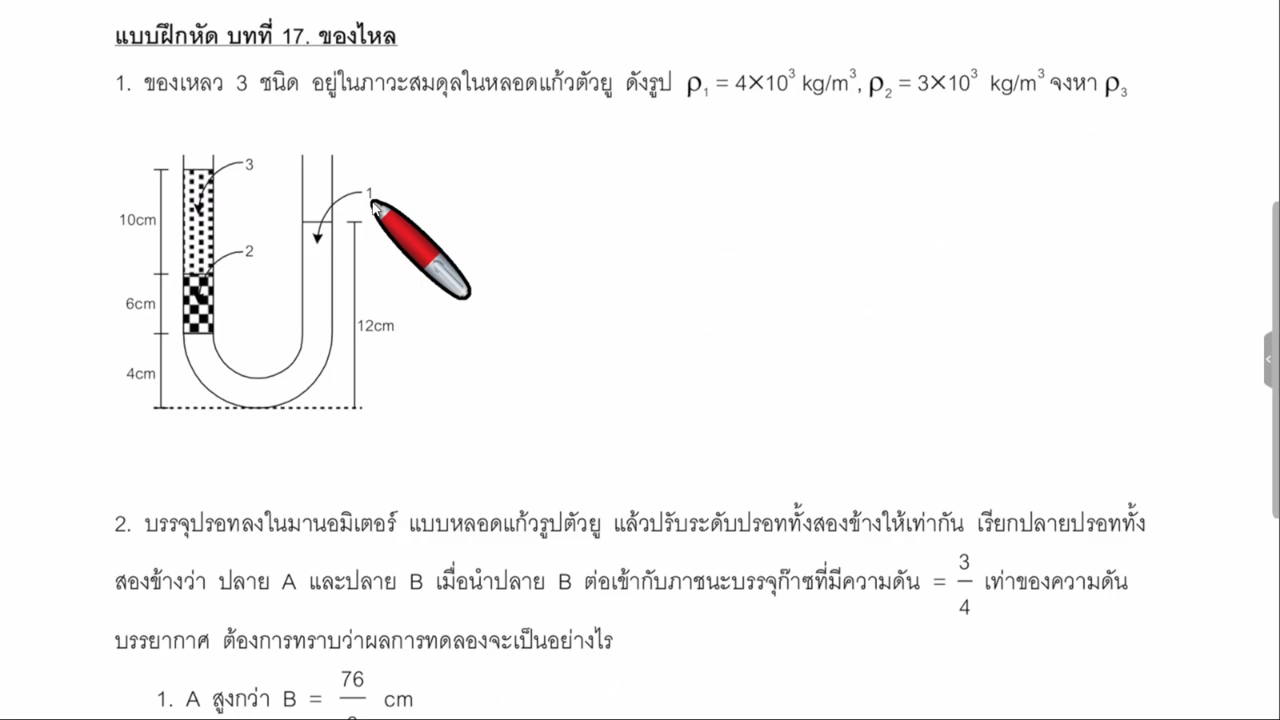 แบบฝึกหัด บทที่ 17. ของไหล
1. ของเหลว 3 ชนิด อยู่ในภาวะสมดุลในหลอดแก้วตัวยู ดังรูป ρ₁ = 4×10³ kg/m³, ρ₂ = 3×10³ kg/m³ จงหา ρ₃
3
1
10cm
2
6cm
12cm
4cm
2. บรรจุปรอทลงในมานอมิเตอร์ แบบหลอดแก้วรูปตัวยู แล้วปรับระดับปรอททั้งสองข้างให้เท่ากัน เรียกปลายปรอททั้ง
สองข้างว่า ปลาย A และปลาย B เมื่อนำปลาย B ต่อเข้ากับภาชนะบรรจุก๊าซที่มีความดัน = 3/4 เท่าของความดัน
บรรยากาศ ต้องการทราบว่าผลการทดลองจะเป็นอย่างไร
1. A สูงกว่า B = 76/ cm